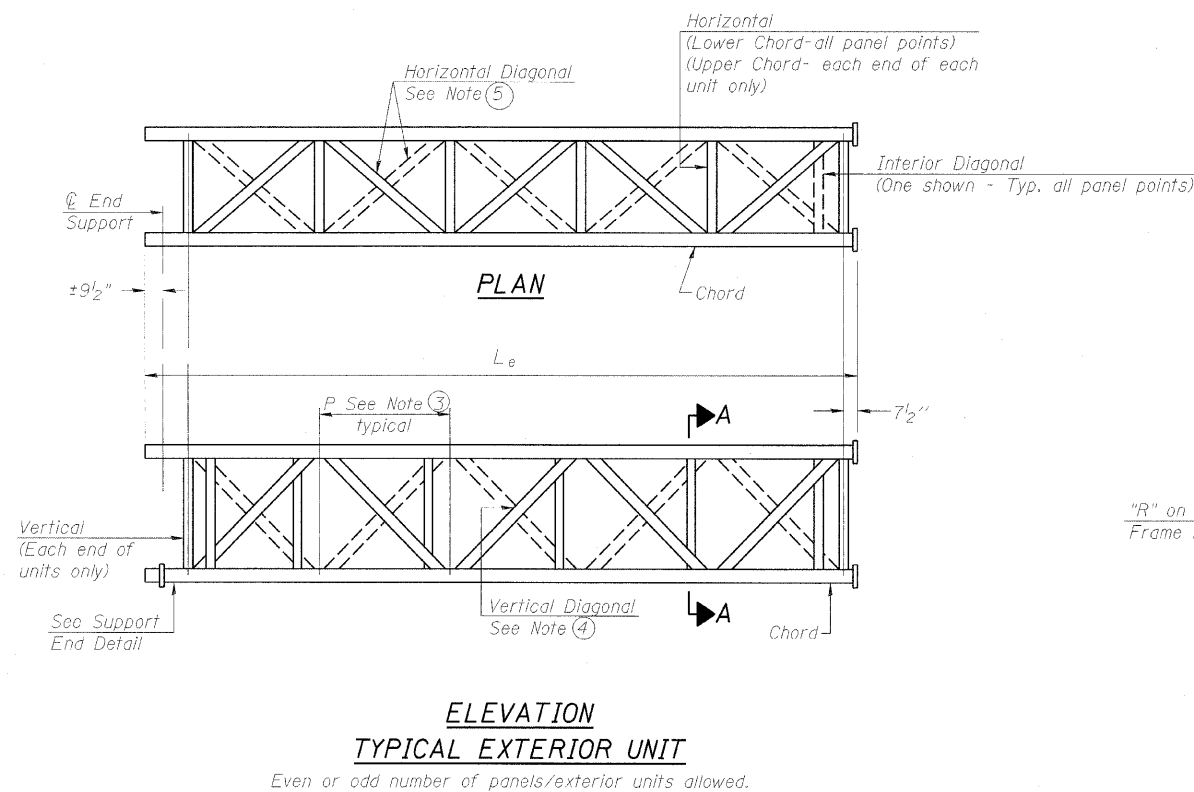 Horizontal
(Lower Chord-all panel points)
(Upper Chord- each end of each
unit only)
Horizontal Diagonal
See Note 5
Interior Diagonal
(One shown - Typ. all panel points)
℄ End
Support
±9½"
PLAN
Chord
Le
P See Note 3
typical
A
7½"
"R" on
Frame
Vertical
(Each end of
units only)
Vertical Diagonal
See Note 4
A
Chord
See Support
End Detail
ELEVATION
TYPICAL EXTERIOR UNIT
Even or odd number of panels/exterior units allowed.